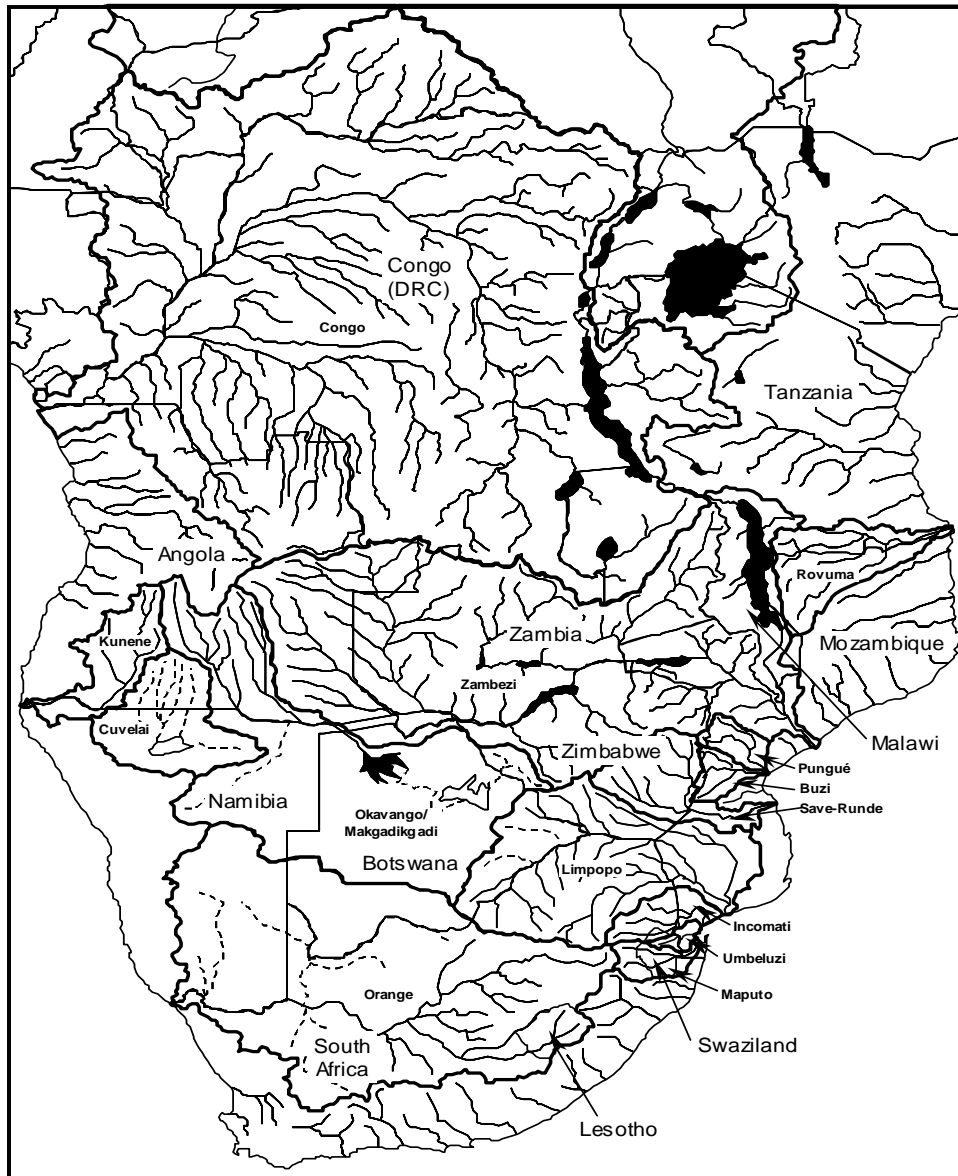 Congo
(DRC)
Congo
Tanzania
Angola
Rovuma
Kunene
Zambia
Mozambique
Zambezi
Cuvelai
Malawi
Zimbabwe
Pungué
Buzi
Namibia
Okavango/
Makgadikgadi
Save-Runde
Botswana
Limpopo
Incomati
Umbeluzi
Orange
Maputo
South
Africa
Swaziland
Lesotho